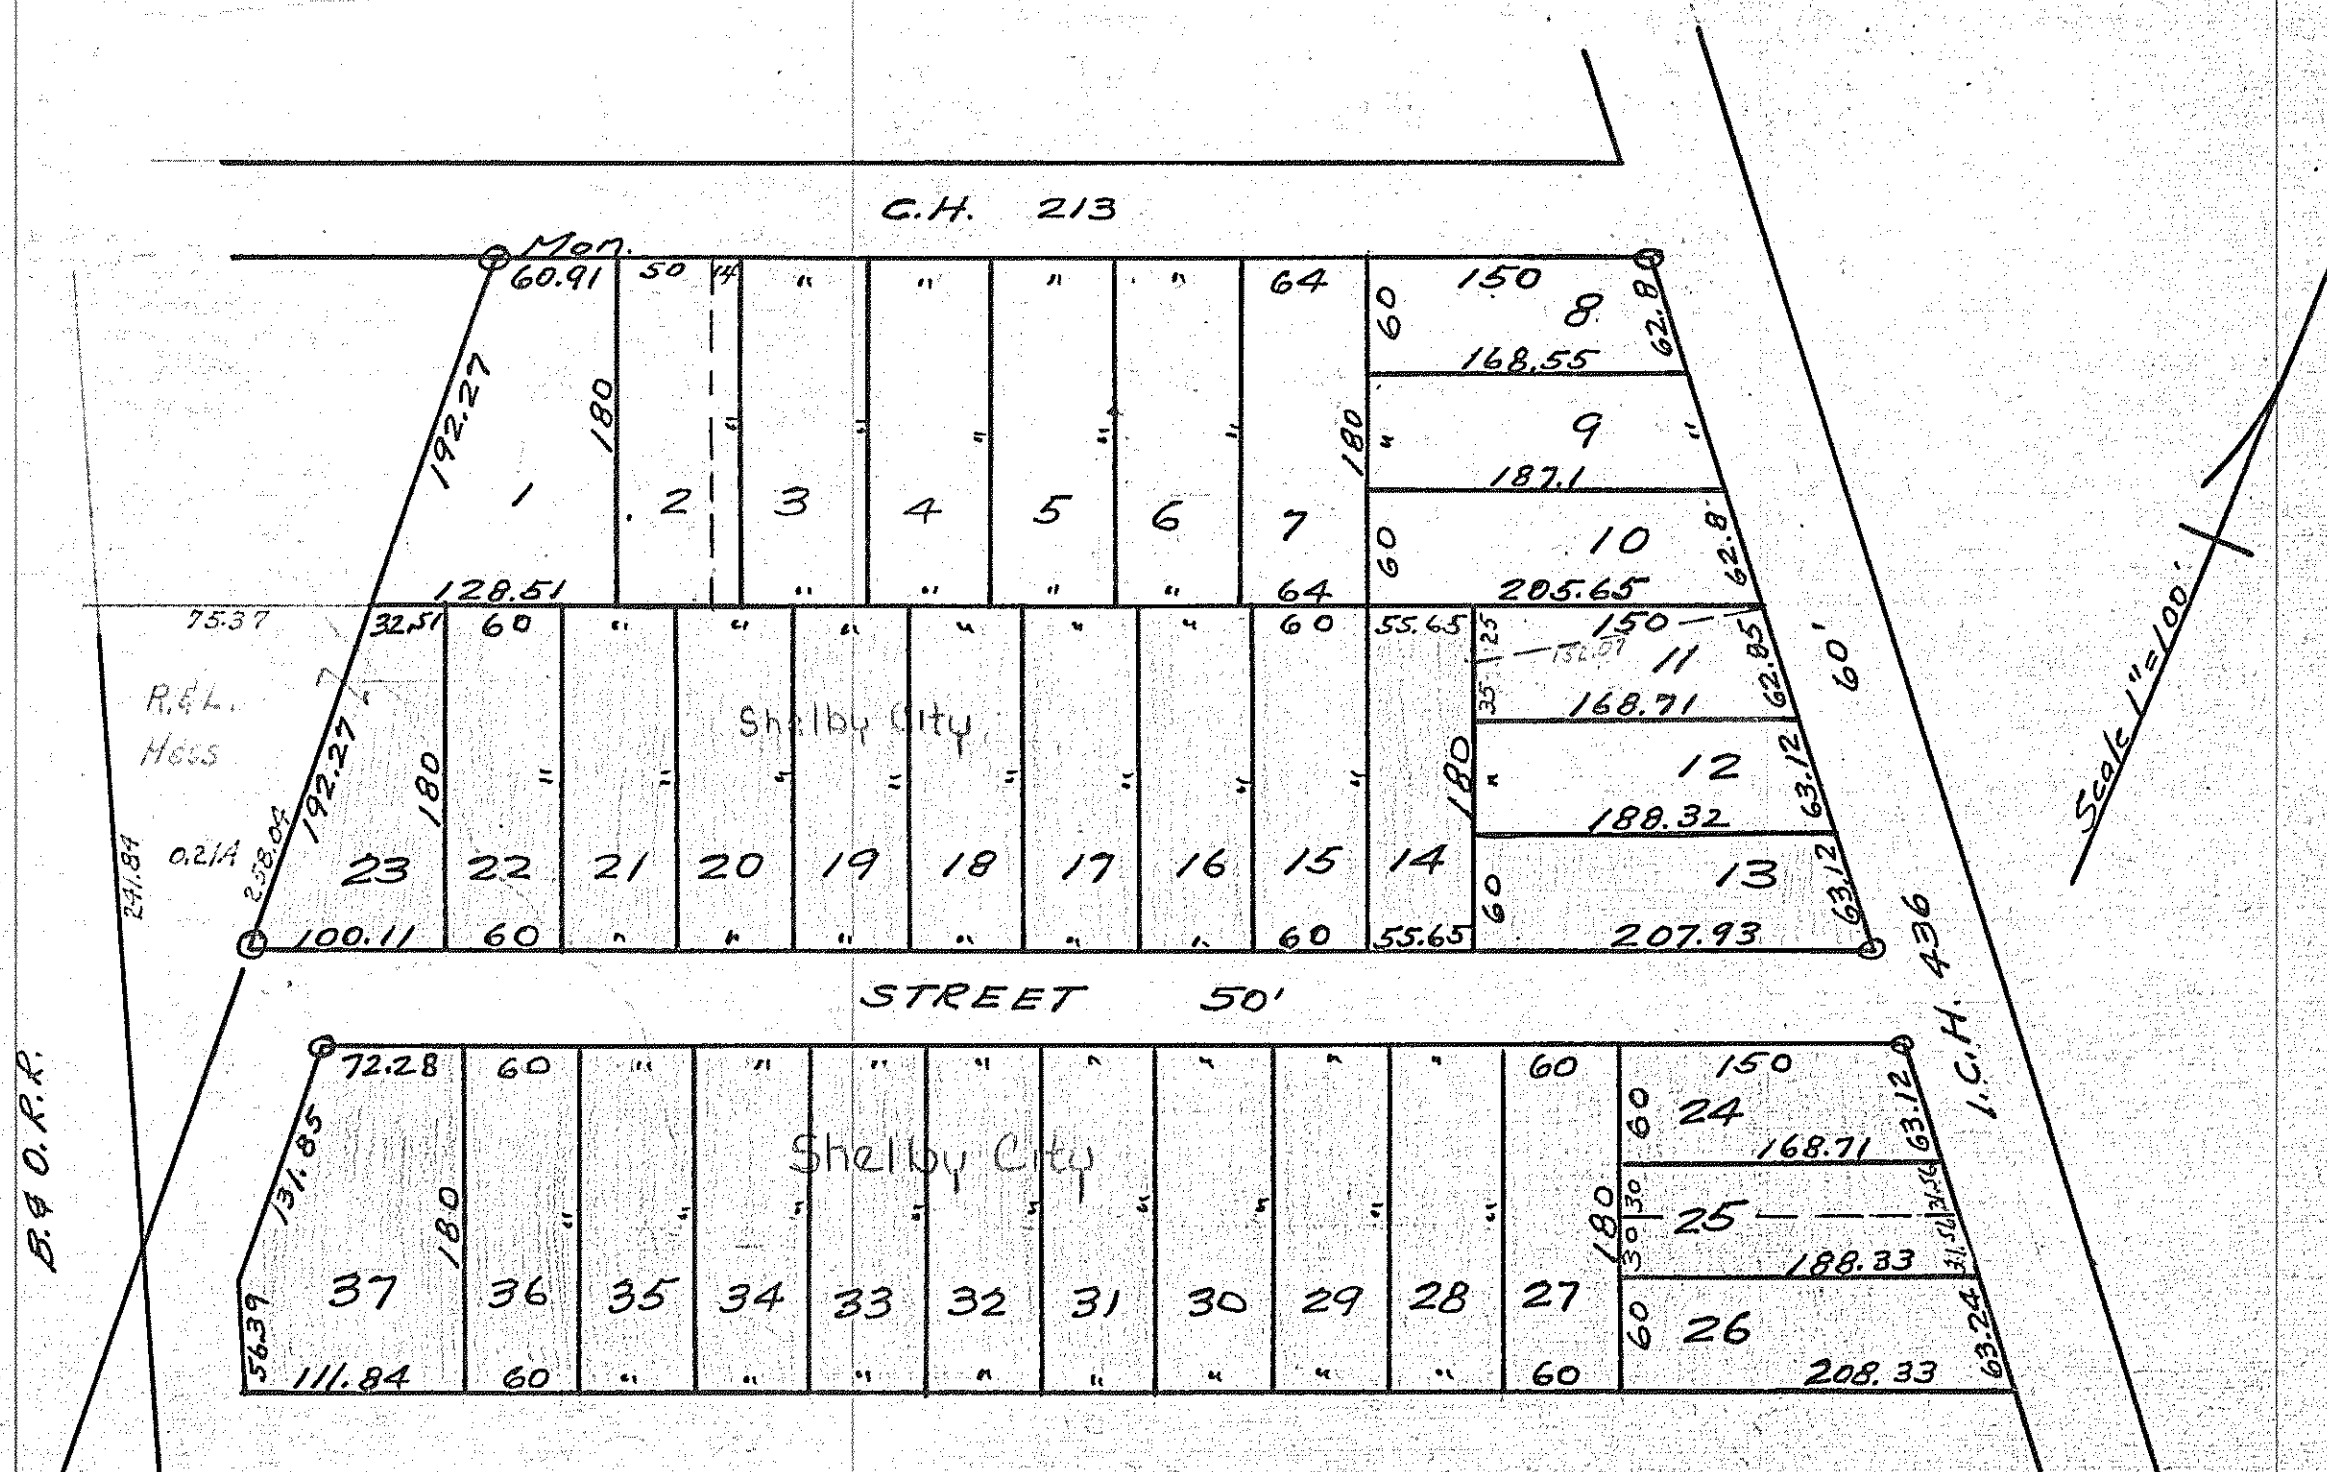 C.H. 213
Mon.
60.91 50 14 " " " " 64 150
60 8 62.8
168.55
192.27 180 " " " " " 180 " 9 "
187.1
1 2 3 4 5 6 7 60 10 62.8
128.51 " " " " 64 205.65
75.37 32.51 60 " " " " " " 60 55.65 25 150
152.07 11 62.85 60'
R.&L. 35 168.71
Hess
Shelby City
192.27 180 " " " " " " " " 180 " 12 63.12
188.32
241.84 0.21A 258.04 23 22 21 20 19 18 17 16 15 14 60 13 63.12
100.11 60 " " " " " " 60 55.65 207.93
STREET 50'
I.C.H. 436
Scale 1"=100'
B.& O.R.R.
72.28 60 " " " " " " " " 60 150
60 24 63.12
131.85 Shelby City 168.71
180 " " " " " " " " " 180 30 25 31.56
30 188.33 31.56
37 36 35 34 33 32 31 30 29 28 27 60 26 63.24
56.39 111.84 60 " " " " " " " " 60 208.33